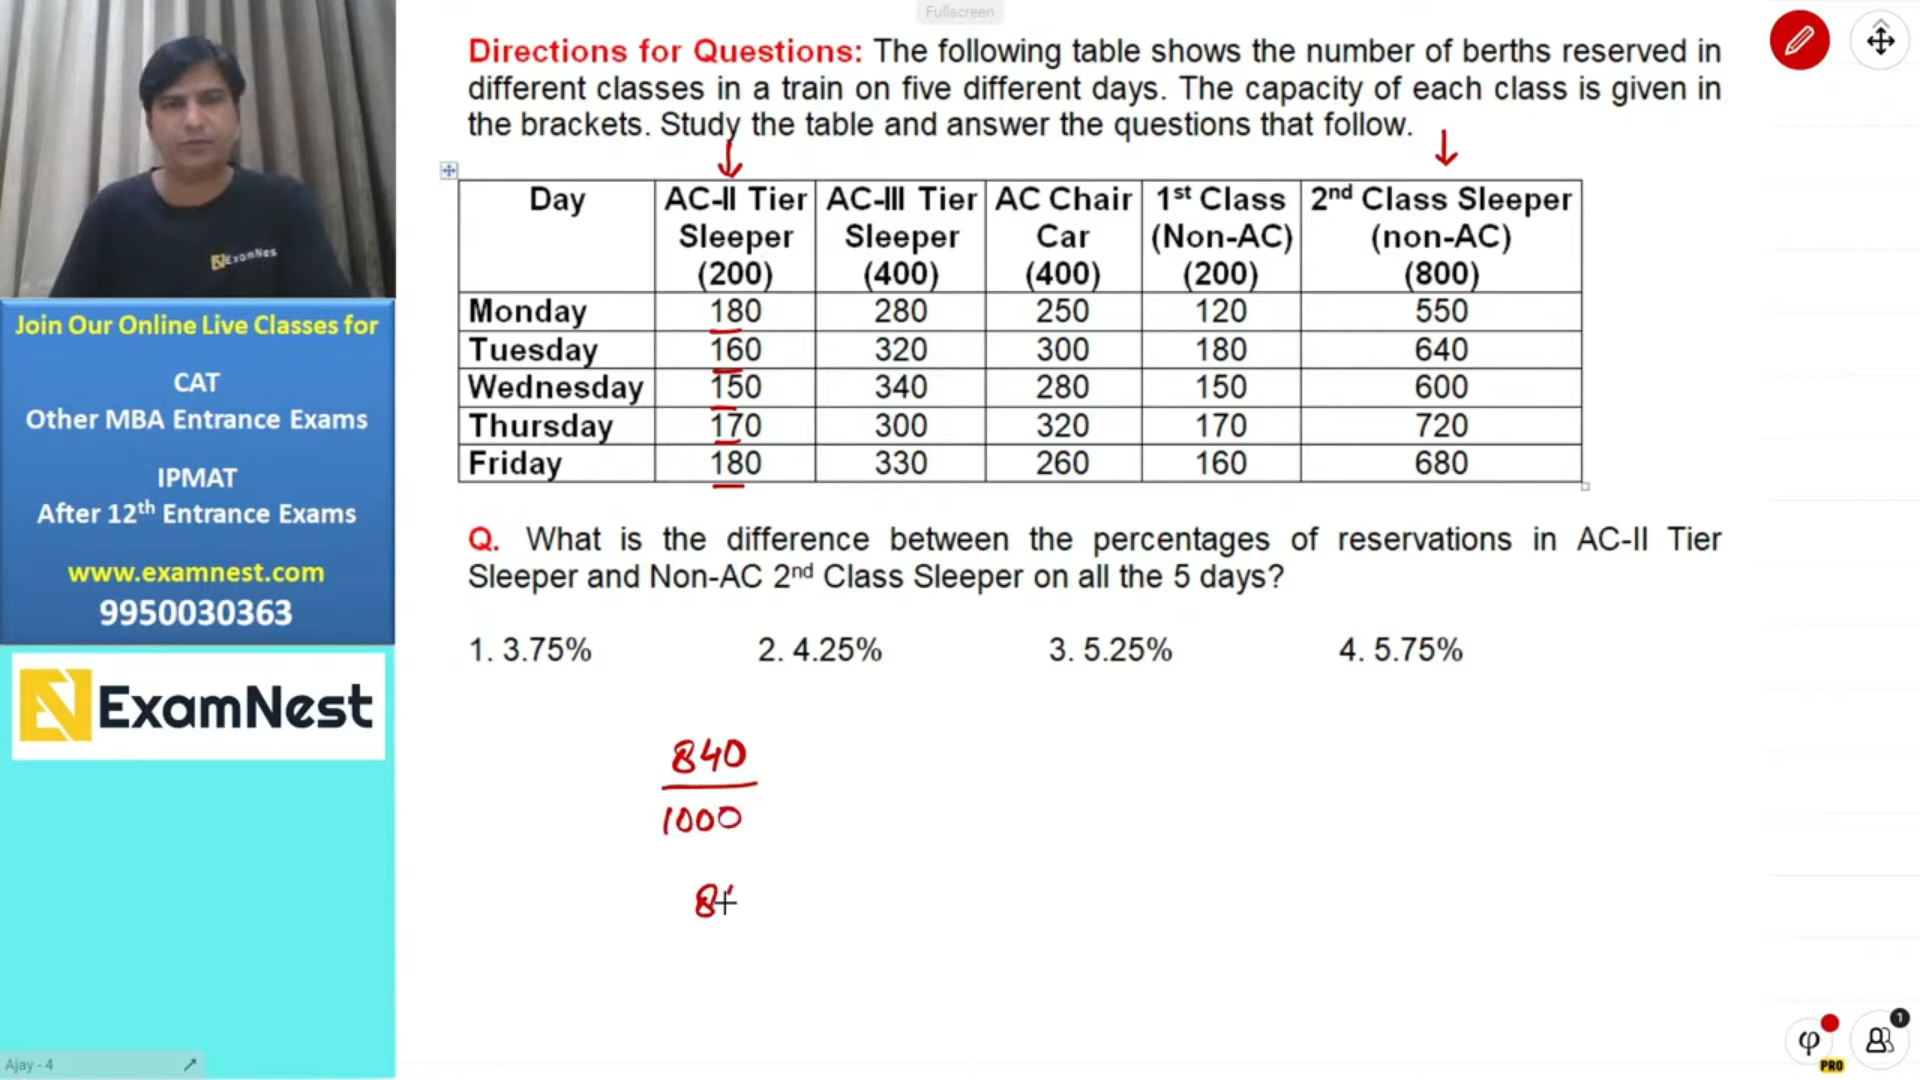 Fullscreen
Directions for Questions: The following table shows the number of berths reserved in
different classes in a train on five different days. The capacity of each class is given in
the brackets. Study the table and answer the questions that follow.
Day AC-II Tier Sleeper (200) AC-III Tier Sleeper (400) AC Chair Car (400) 1st Class (Non-AC) (200) 2nd Class Sleeper (non-AC) (800)
Monday 180 280 250 120 550
Tuesday 160 320 300 180 640
Wednesday 150 340 280 150 600
Thursday 170 300 320 170 720
Friday 180 330 260 160 680
Q. What is the difference between the percentages of reservations in AC-II Tier
Sleeper and Non-AC 2nd Class Sleeper on all the 5 days?
1. 3.75% 2. 4.25% 3. 5.25% 4. 5.75%
840
1000
8
ExamNes
Join Our Online Live Classes for
CAT
Other MBA Entrance Exams
IPMAT
After 12th Entrance Exams
www.examnest.com
9950030363
ExamNest
Ajay - 4
φ
PRO
1